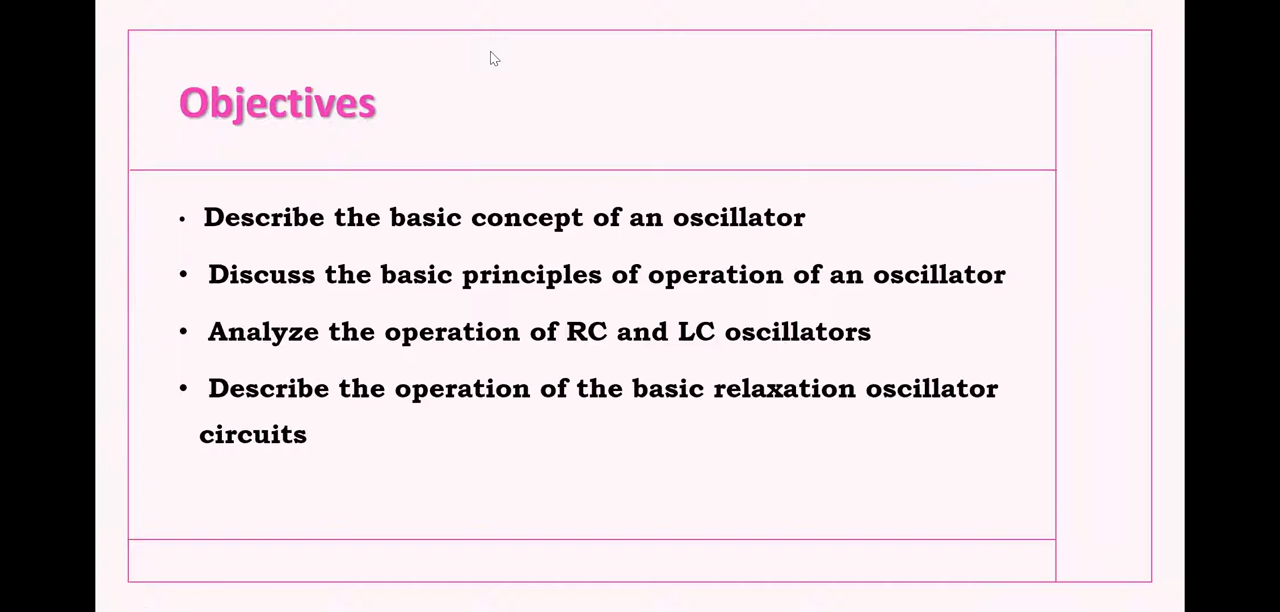 Objectives
• Describe the basic concept of an oscillator
• Discuss the basic principles of operation of an oscillator
• Analyze the operation of RC and LC oscillators
• Describe the operation of the basic relaxation oscillator
circuits